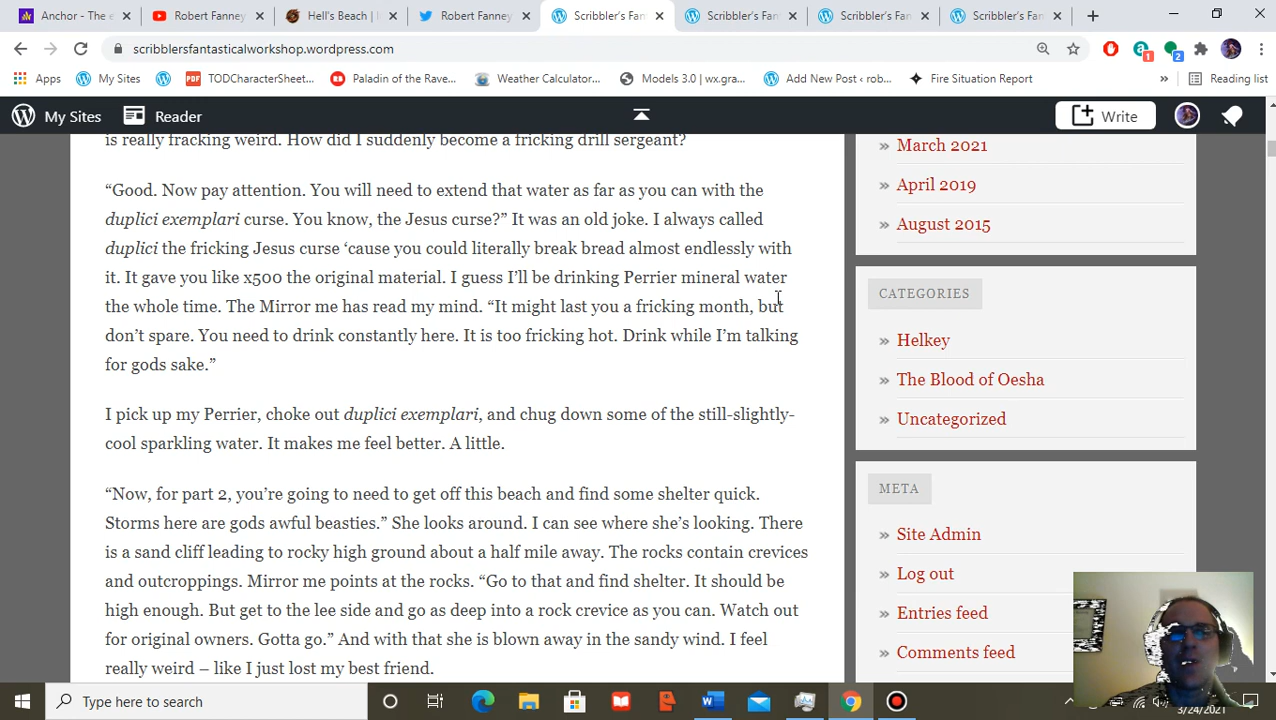 Anchor - The e
Robert Fanney
Hell's Beach | I
Robert Fanney
Scribbler's Fan
Scribbler's Fan
Scribbler's Fan
Scribbler's Fan
scribblersfantasticalworkshop.wordpress.com
1
2
Apps
My Sites
PDF
TODCharacterSheet...
Paladin of the Rave...
Weather Calculator...
Models 3.0 | wx.gra...
Add New Post ‹ rob...
Fire Situation Report
»
Reading list
My Sites
Reader
Write
is really fracking weird. How did I suddenly become a fricking drill sergeant?
“Good. Now pay attention. You will need to extend that water as far as you can with the
duplici exemplari curse. You know, the Jesus curse?” It was an old joke. I always called
duplici the fricking Jesus curse ‘cause you could literally break bread almost endlessly with
it. It gave you like x500 the original material. I guess I’ll be drinking Perrier mineral water
the whole time. The Mirror me has read my mind. “It might last you a fricking month, but
don’t spare. You need to drink constantly here. It is too fricking hot. Drink while I’m talking
for gods sake.”
I pick up my Perrier, choke out duplici exemplari, and chug down some of the still-slightly-
cool sparkling water. It makes me feel better. A little.
“Now, for part 2, you’re going to need to get off this beach and find some shelter quick.
Storms here are gods awful beasties.” She looks around. I can see where she’s looking. There
is a sand cliff leading to rocky high ground about a half mile away. The rocks contain crevices
and outcroppings. Mirror me points at the rocks. “Go to that and find shelter. It should be
high enough. But get to the lee side and go as deep into a rock crevice as you can. Watch out
for original owners. Gotta go.” And with that she is blown away in the sandy wind. I feel
really weird – like I just lost my best friend.
» March 2021
» April 2019
» August 2015
CATEGORIES
» Helkey
» The Blood of Oesha
» Uncategorized
META
» Site Admin
» Log out
» Entries feed
» Comments feed
Type here to search
3/24/2021